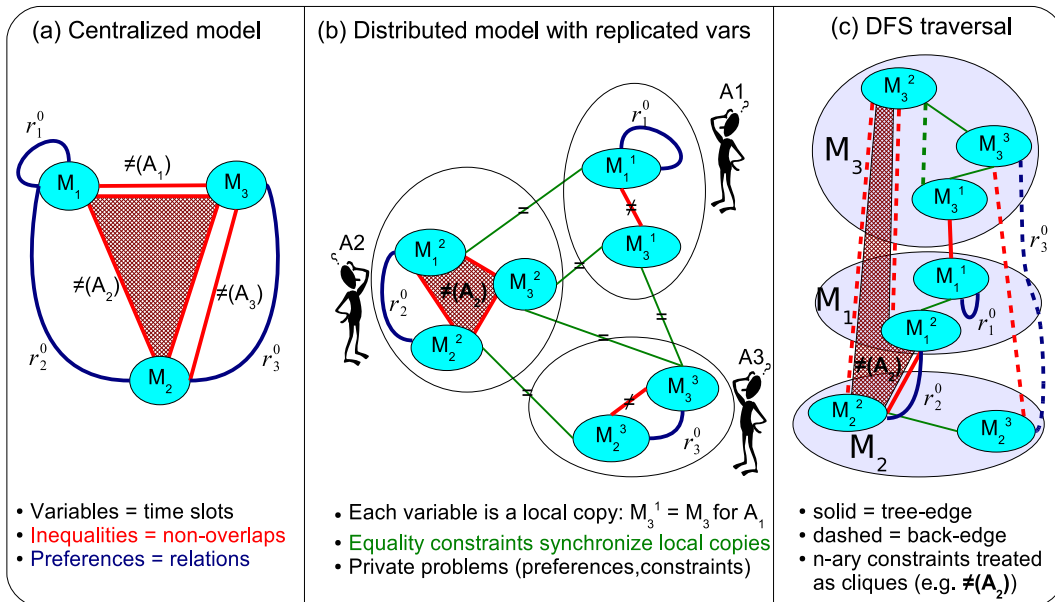 (a) Centralized model
r₁⁰
≠(A₁)
M₁
M₃
≠(A₂)
≠(A₃)
r₂⁰
M₂
r₃⁰
• Variables = time slots
• Inequalities = non-overlaps
• Preferences = relations
(b) Distributed model with replicated vars
A1
r₁⁰
M₁¹
=
≠
A2
M₁²
M₃¹
=
≠(A₂)
M₃²
r₂⁰
=
M₂²
=
A3
=
M₃³
≠
M₂³
r₃⁰
• Each variable is a local copy: M₃¹ = M₃ for A₁
• Equality constraints synchronize local copies
• Private problems (preferences,constraints)
(c) DFS traversal
M₃²
M₃
M₃³
M₃¹
r₃⁰
M₁¹
M₁
r₁⁰
M₁²
≠(A₂)
r₂⁰
M₂²
M₂³
M₂
• solid = tree-edge
• dashed = back-edge
• n-ary constraints treated
as cliques (e.g. ≠(A₂))